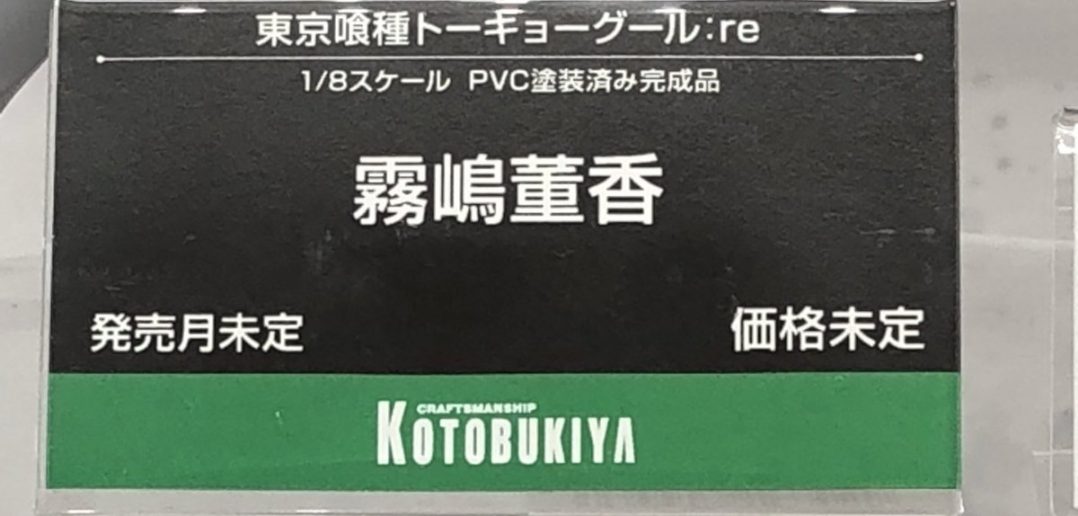 東京喰種トーキョーグール:re
1/8スケール PVC塗装済み完成品
霧嶋董香
発売月未定
価格未定
CRAFTSMANSHIP
KOTOBUKIYA